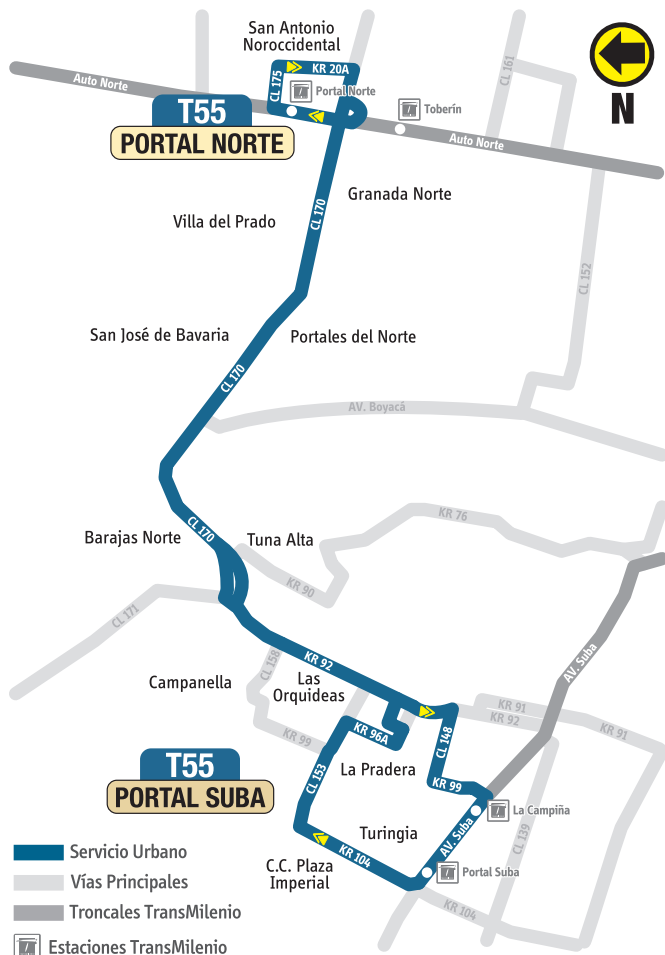 San Antonio
Noroccidental
KR 20A
CL 175
Portal Norte
Auto Norte
T55
PORTAL NORTE
Toberín
CL 161
Auto Norte
N
Granada Norte
Villa del Prado
CL 170
CL 152
San José de Bavaria
Portales del Norte
CL 170
AV. Boyacá
KR 76
Barajas Norte
CL 170
Tuna Alta
KR 90
CL 171
KR 92
CL 158
Campanella
Las
Orquideas
AV. Suba
KR 91
KR 92
KR 91
KR 96A
CL 148
KR 99
La Pradera
CL 153
KR 99
T55
PORTAL SUBA
La Campiña
Turingia
AV. Suba
CL 139
KR 104
C.C. Plaza
Imperial
Portal Suba
KR 104
Servicio Urbano
Vías Principales
Troncales TransMilenio
Estaciones TransMilenio